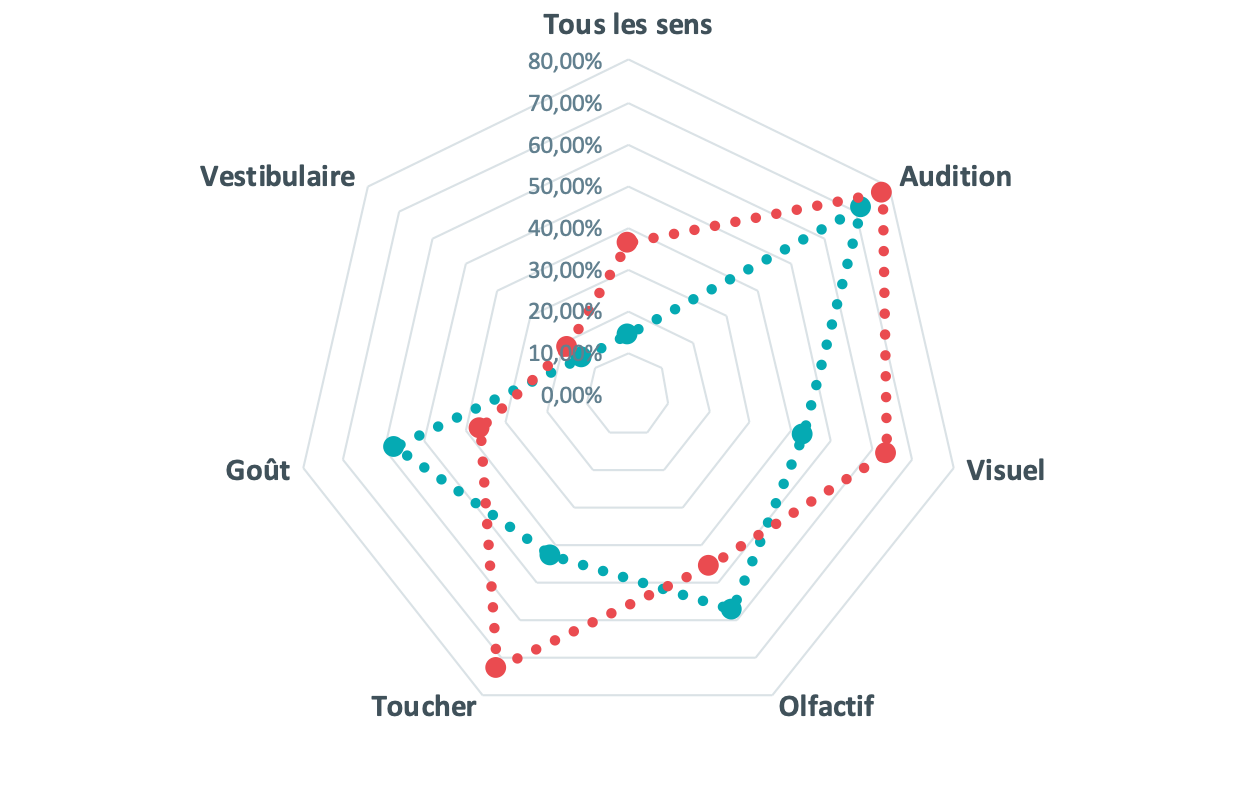 Tous les sens
80,00%
70,00%
60,00%
50,00%
40,00%
30,00%
20,00%
10,00%
0,00%
Vestibulaire
Audition
Goût
Visuel
Toucher
Olfactif